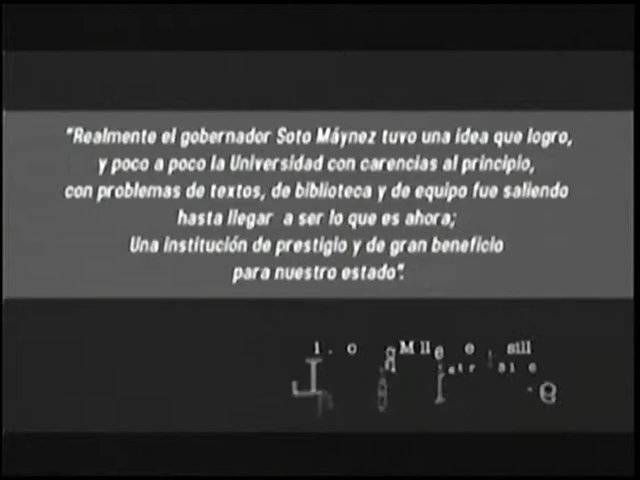 "Realmente el gobernador Soto Máynez tuvo una idea que logro,
y poco a poco la Universidad con carencias al principio,
con problemas de textos, de biblioteca y de equipo fue saliendo
hasta llegar a ser lo que es ahora;
Una institución de prestigio y de gran beneficio
para nuestro estado".